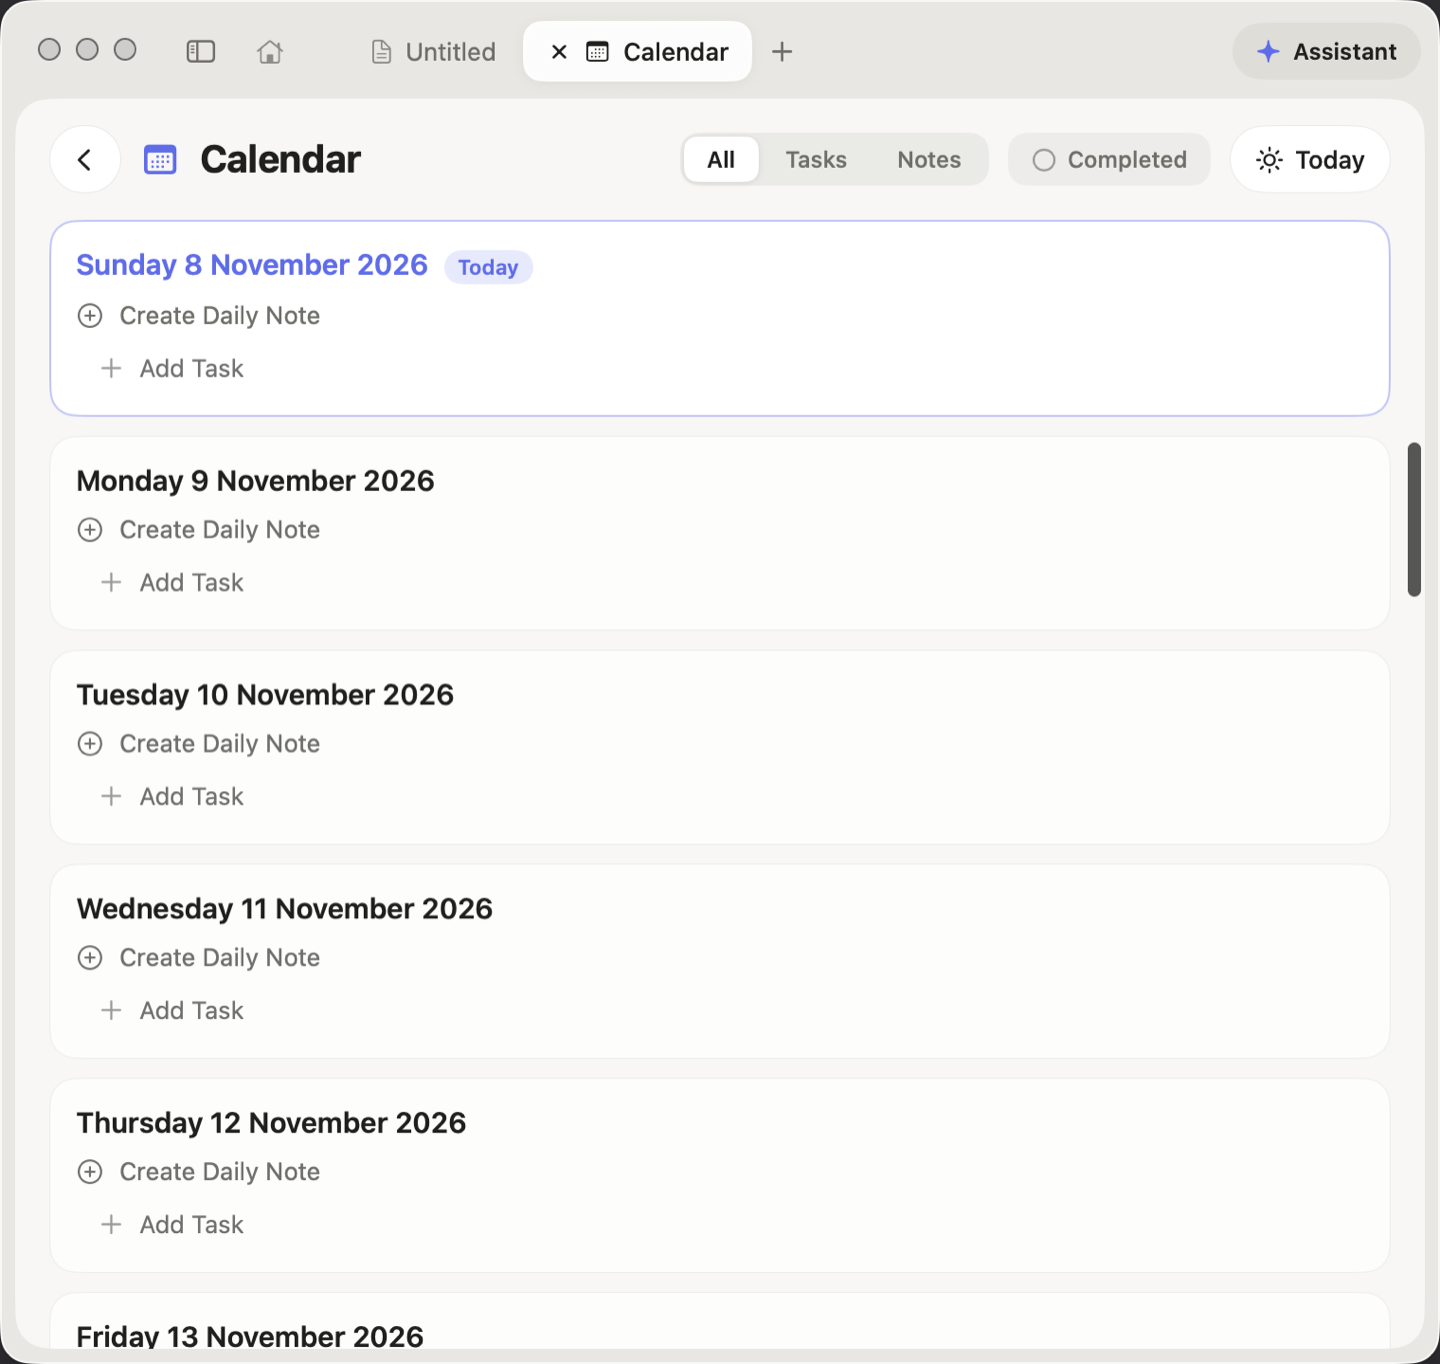 Untitled
Calendar
Assistant
Calendar
All
Tasks
Notes
Completed
Today
Sunday 8 November 2026
Today
Create Daily Note
Add Task
Monday 9 November 2026
Create Daily Note
Add Task
Tuesday 10 November 2026
Create Daily Note
Add Task
Wednesday 11 November 2026
Create Daily Note
Add Task
Thursday 12 November 2026
Create Daily Note
Add Task
Friday 13 November 2026